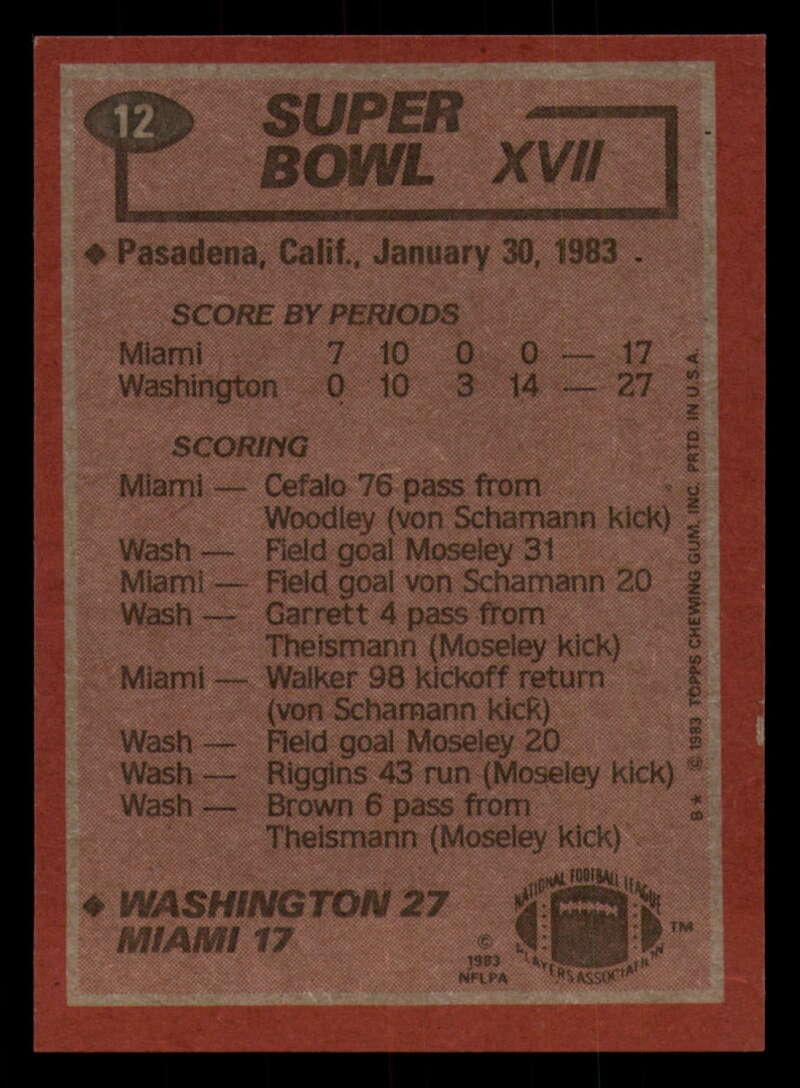 12
SUPER
BOWL XVII
◆ Pasadena, Calif., January 30, 1983 .
SCORE BY PERIODS
Miami 7 10 0 0 — 17
Washington 0 10 3 14 — 27
SCORING
Miami — Cefalo 76 pass from
Woodley (von Schamann kick)
Wash — Field goal Moseley 31
Miami — Field goal von Schamann 20
Wash — Garrett 4 pass from
Theismann (Moseley kick)
Miami — Walker 98 kickoff return
(von Schamann kick)
Wash — Field goal Moseley 20
Wash — Riggins 43 run (Moseley kick)
Wash — Brown 6 pass from
Theismann (Moseley kick)
◆ WASHINGTON 27
MIAMI 17
© 1983 NFLPA
NATIONAL FOOTBALL LEAGUE
PLAYERS ASSOCIATION
TM
B* © 1983 TOPPS CHEWING GUM, INC. PRTD. IN U.S.A.